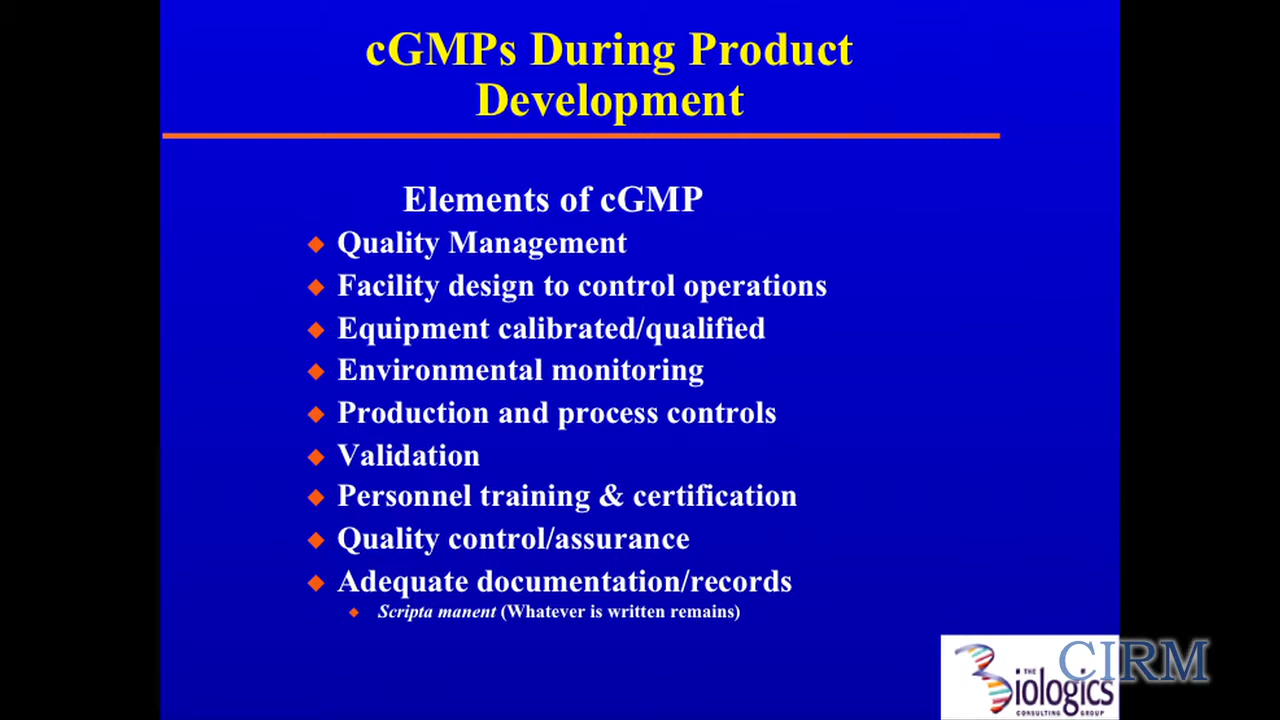 cGMPs During Product
Development
Elements of cGMP
Quality Management
Facility design to control operations
Equipment calibrated/qualified
Environmental monitoring
Production and process controls
Validation
Personnel training & certification
Quality control/assurance
Adequate documentation/records
Scripta manent (Whatever is written remains)
THE
Biologics
CONSULTING GROUP
CIRM